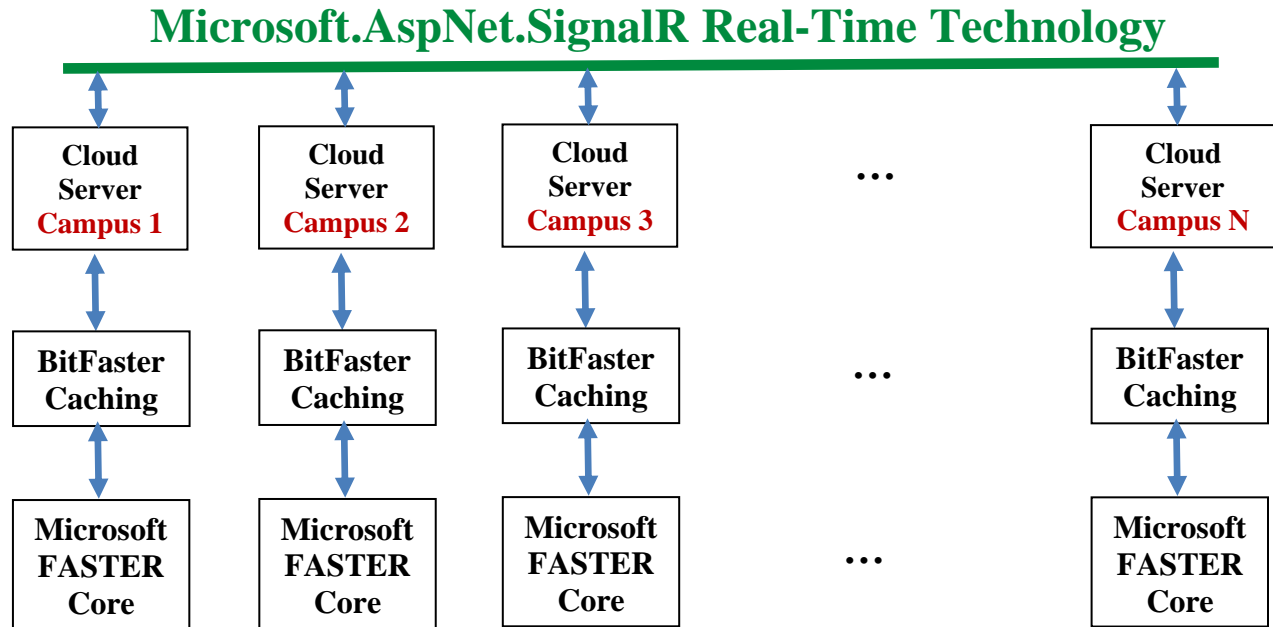 Microsoft.AspNet.SignalR Real-Time Technology
Cloud
Server
Campus 1
Cloud
Server
Campus 2
Cloud
Server
Campus 3
...
Cloud
Server
Campus N
BitFaster
Caching
BitFaster
Caching
BitFaster
Caching
...
BitFaster
Caching
Microsoft
FASTER
Core
Microsoft
FASTER
Core
Microsoft
FASTER
Core
...
Microsoft
FASTER
Core